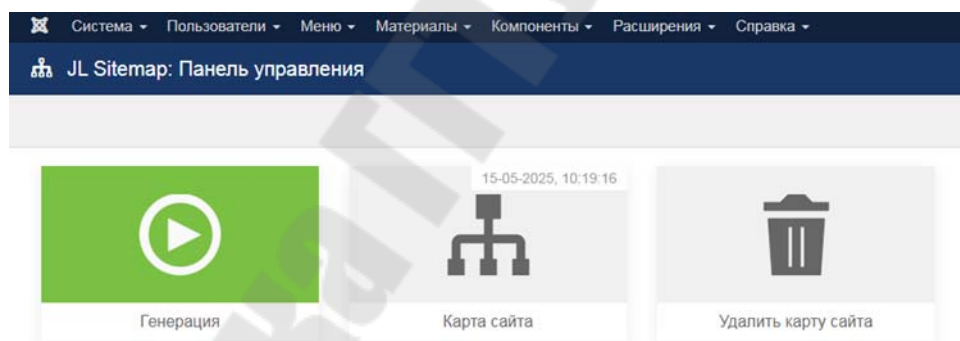 Система Пользователи Меню Материалы Компоненты Расширения Справка
JL Sitemap: Панель управления
15-05-2025, 10:19:16
Генерация Карта сайта Удалить карту сайта